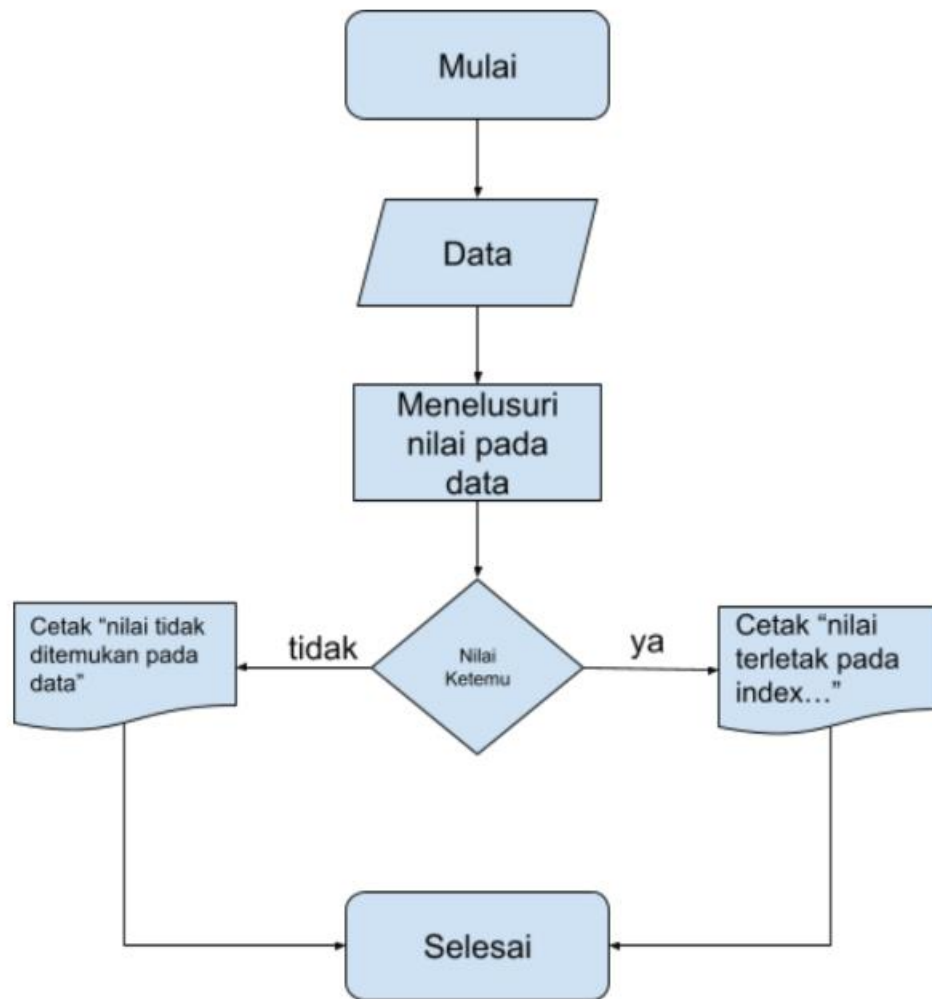 Mulai
Data
Menelusuri
nilai pada
data
Cetak “nilai tidak
ditemukan pada
data”
tidak
Nilai
Ketemu
ya
Cetak “nilai
terletak pada
index…”
Selesai